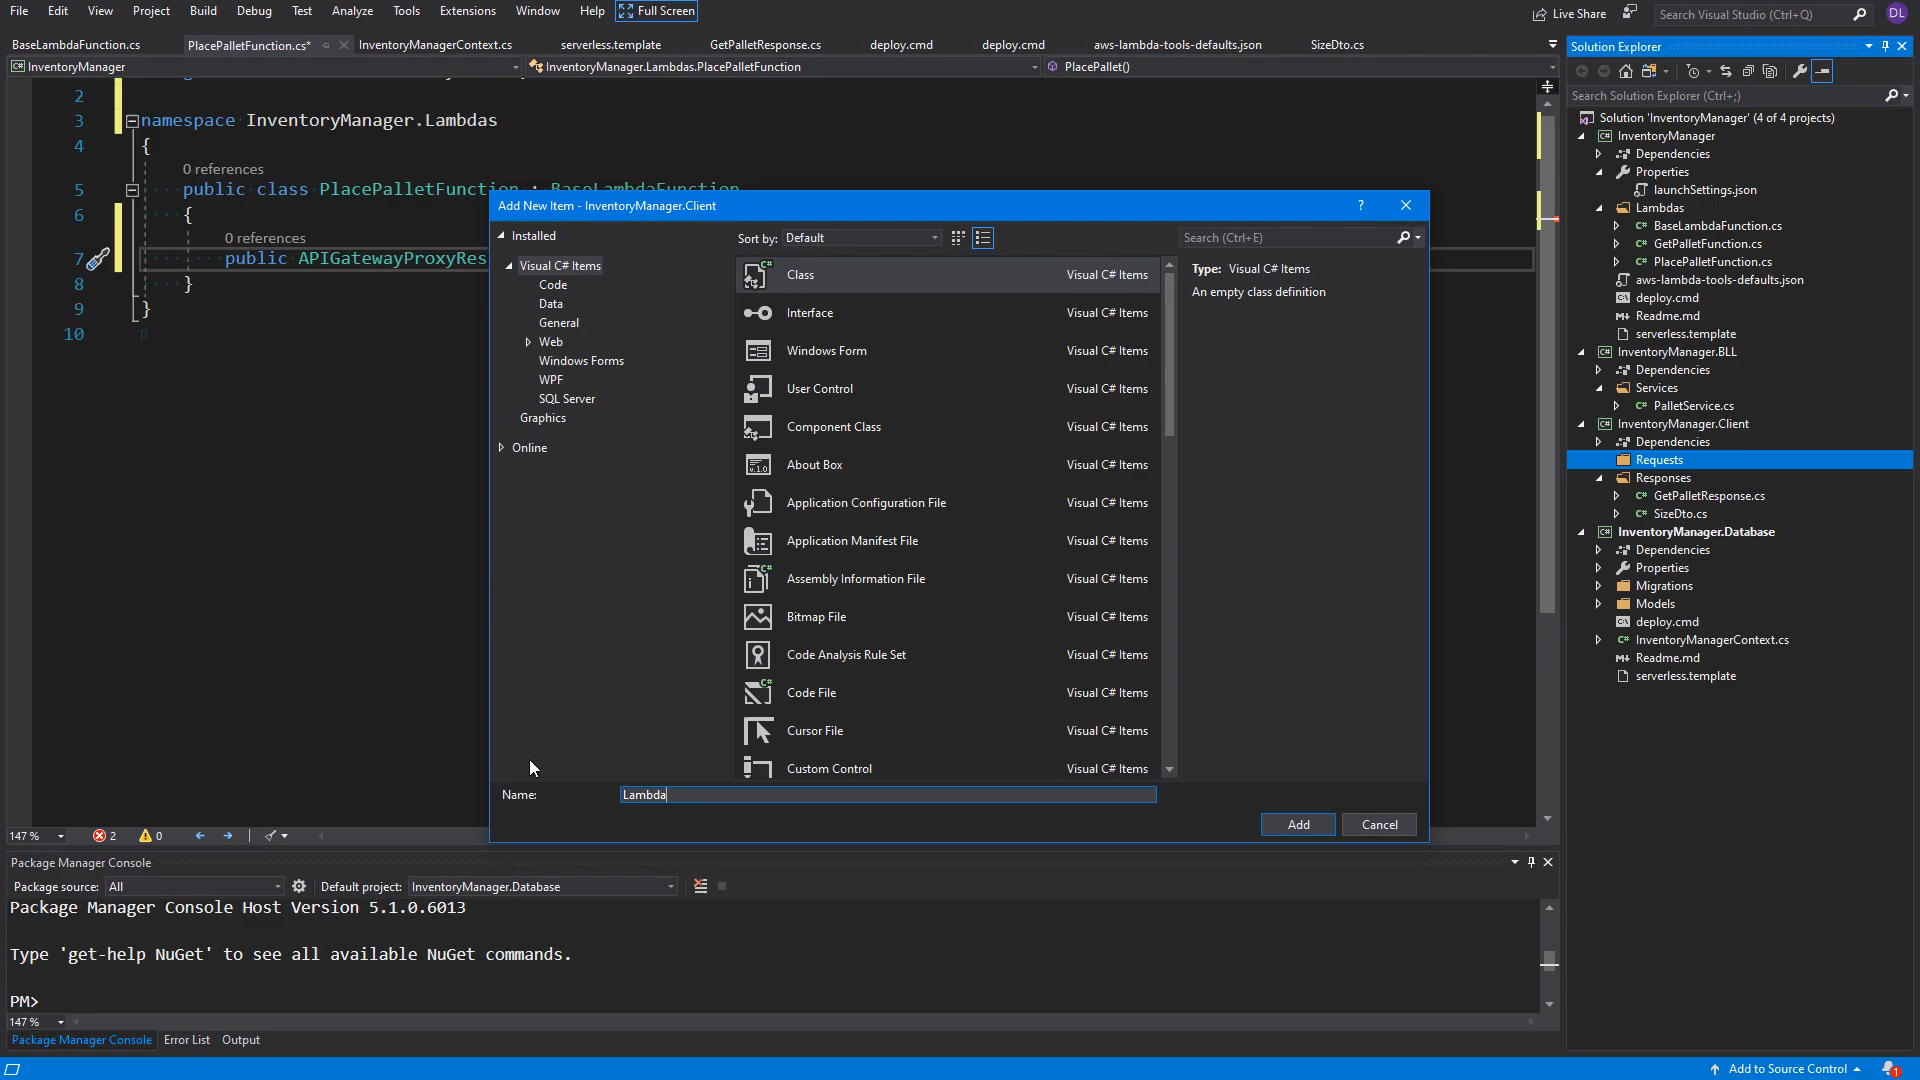 File Edit View Project Build Debug Test Analyze Tools Extensions Window Help Full Screen
Live Share Search Visual Studio (Ctrl+Q) DL
BaseLambdaFunction.cs PlacePalletFunction.cs* InventoryManagerContext.cs serverless.template GetPalletResponse.cs deploy.cmd deploy.cmd aws-lambda-tools-defaults.json SizeDto.cs
InventoryManager InventoryManager.Lambdas.PlacePalletFunction PlacePallet()
2
3 namespace InventoryManager.Lambdas
4 {
0 references
5 public class PlacePalletFunction : BaseLambdaFunction
6 {
0 references
7 public APIGatewayProxyRes
8 }
9 }
10
Add New Item - InventoryManager.Client ?
Installed
Visual C# Items
Code
Data
General
Web
Windows Forms
WPF
SQL Server
Graphics
Online
Sort by: Default
Search (Ctrl+E)
Class Visual C# Items
Interface Visual C# Items
Windows Form Visual C# Items
User Control Visual C# Items
Component Class Visual C# Items
About Box Visual C# Items
Application Configuration File Visual C# Items
Application Manifest File Visual C# Items
Assembly Information File Visual C# Items
Bitmap File Visual C# Items
Code Analysis Rule Set Visual C# Items
Code File Visual C# Items
Cursor File Visual C# Items
Custom Control Visual C# Items
Type: Visual C# Items
An empty class definition
Name: Lambda
Add Cancel
147 % 2 0
Package Manager Console
Package source: All Default project: InventoryManager.Database
Package Manager Console Host Version 5.1.0.6013
Type 'get-help NuGet' to see all available NuGet commands.
PM>
147 %
Package Manager Console Error List Output
Solution Explorer
Search Solution Explorer (Ctrl+;)
Solution 'InventoryManager' (4 of 4 projects)
InventoryManager
Dependencies
Properties
launchSettings.json
Lambdas
BaseLambdaFunction.cs
GetPalletFunction.cs
PlacePalletFunction.cs
aws-lambda-tools-defaults.json
deploy.cmd
Readme.md
serverless.template
InventoryManager.BLL
Dependencies
Services
PalletService.cs
InventoryManager.Client
Dependencies
Requests
Responses
GetPalletResponse.cs
SizeDto.cs
InventoryManager.Database
Dependencies
Properties
Migrations
Models
deploy.cmd
InventoryManagerContext.cs
Readme.md
serverless.template
Add to Source Control 1